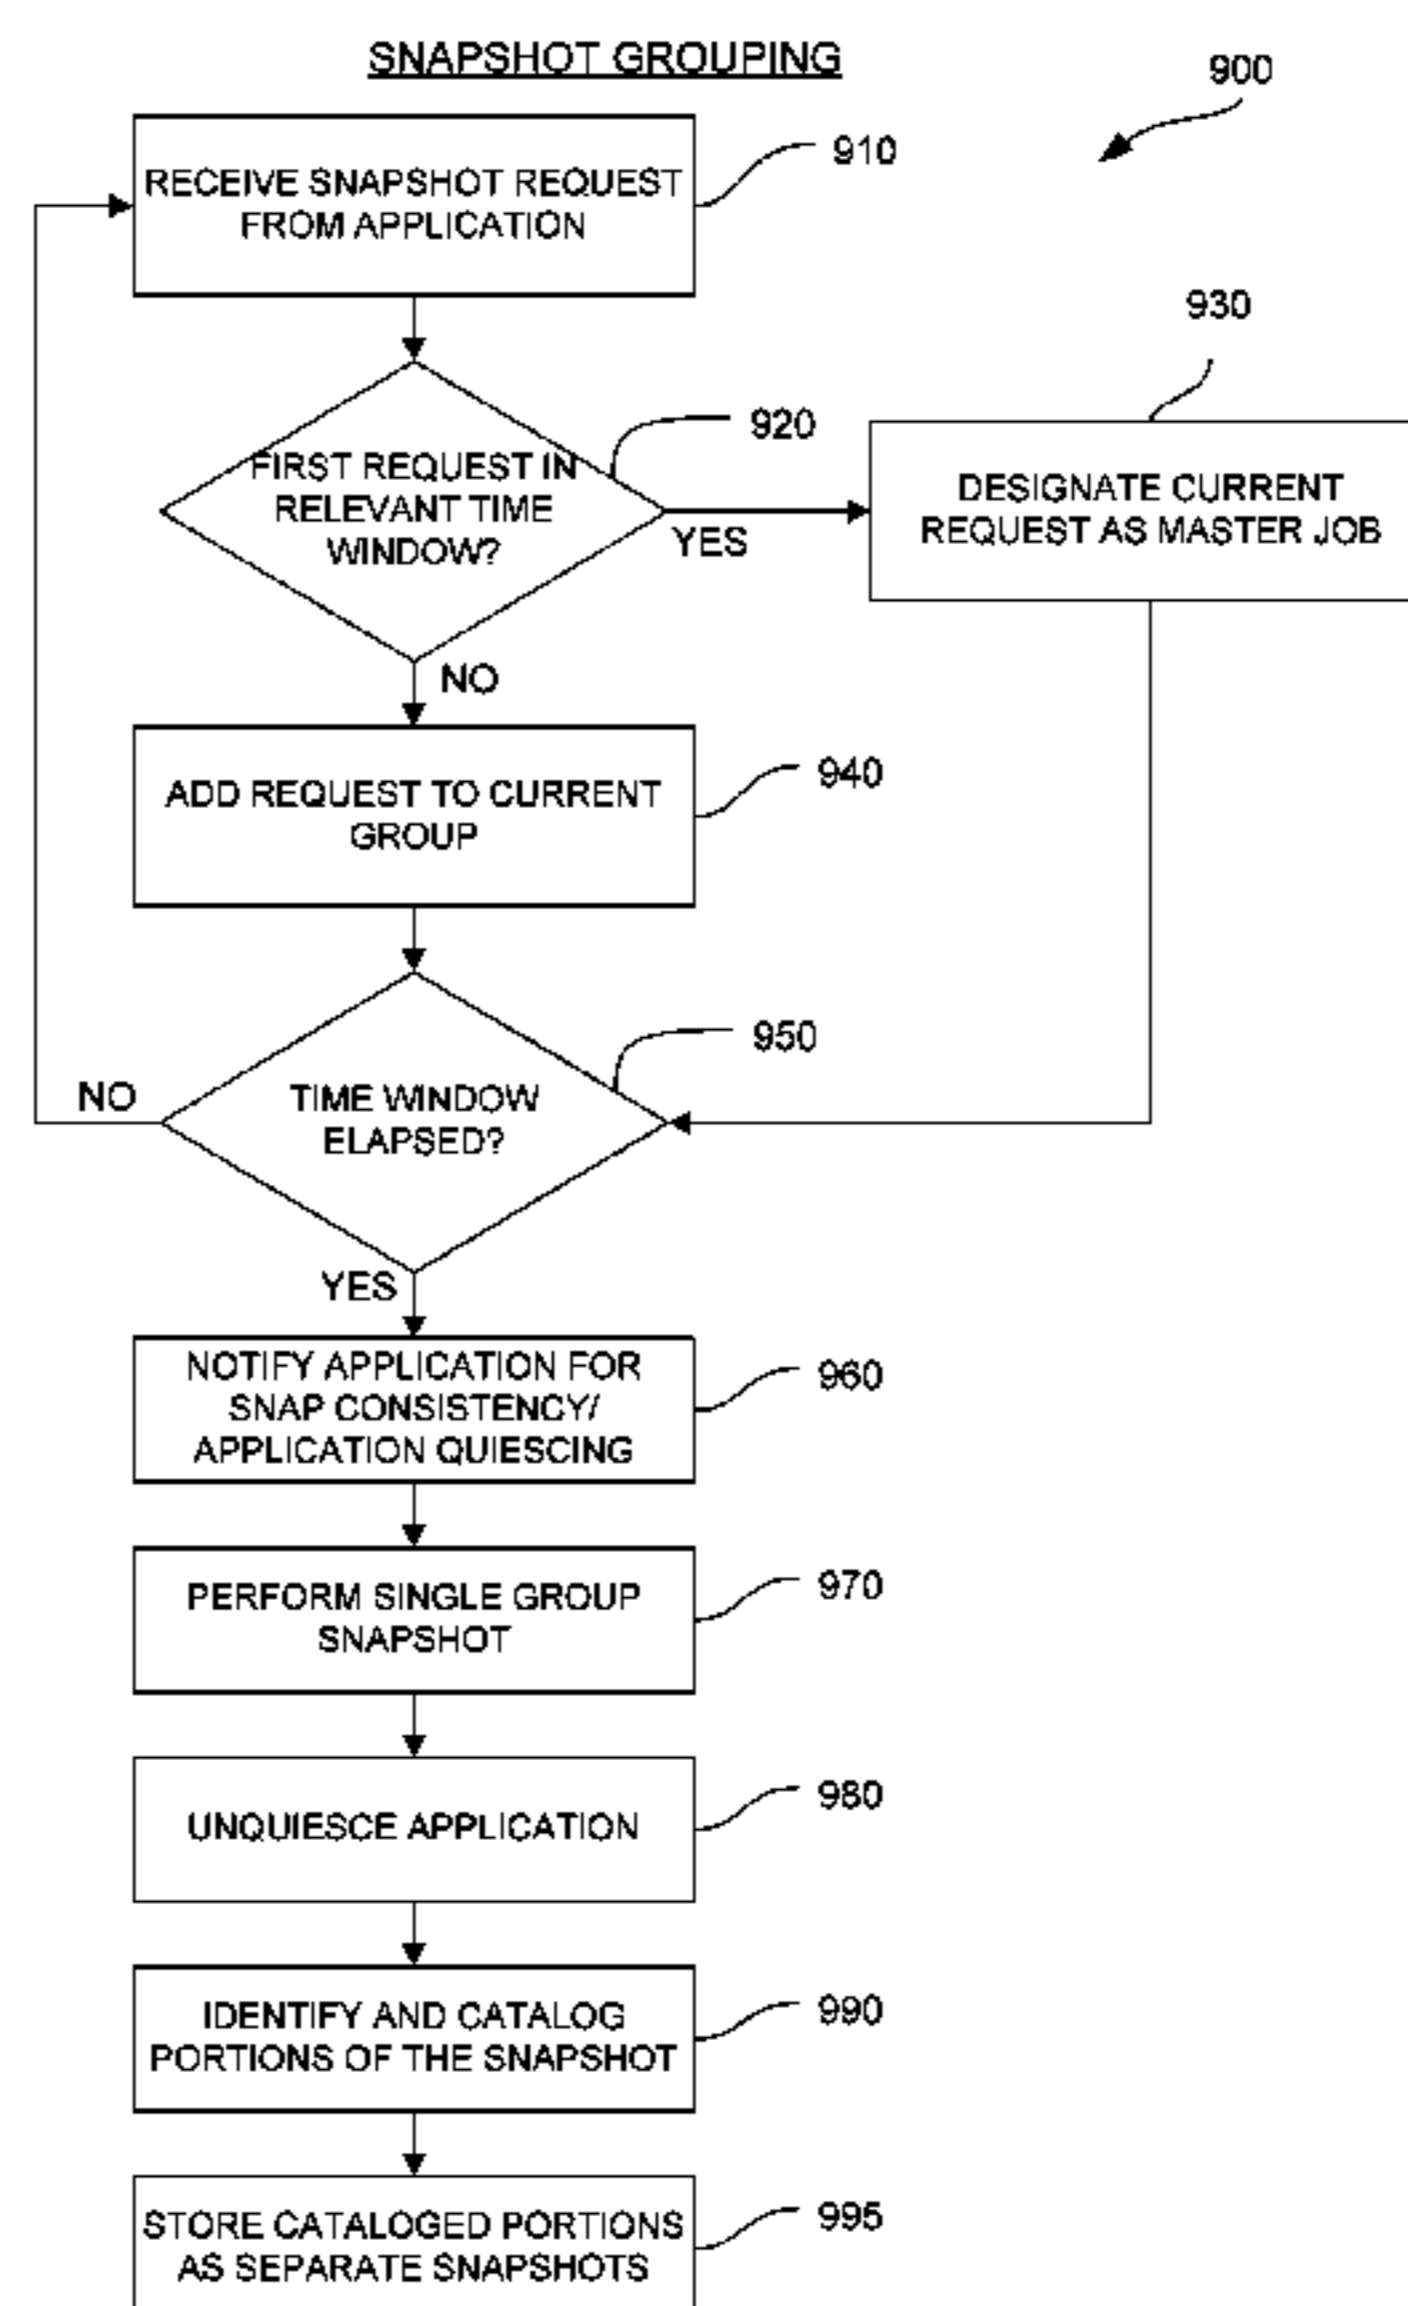 SNAPSHOT GROUPING
900
RECEIVE SNAPSHOT REQUEST
FROM APPLICATION
910
FIRST REQUEST IN
RELEVANT TIME
WINDOW?
920
YES
930
DESIGNATE CURRENT
REQUEST AS MASTER JOB
NO
ADD REQUEST TO CURRENT
GROUP
940
TIME WINDOW
ELAPSED?
950
NO
YES
NOTIFY APPLICATION FOR
SNAP CONSISTENCY/
APPLICATION QUIESCING
960
PERFORM SINGLE GROUP
SNAPSHOT
970
UNQUIESCE APPLICATION
980
IDENTIFY AND CATALOG
PORTIONS OF THE SNAPSHOT
990
STORE CATALOGED PORTIONS
AS SEPARATE SNAPSHOTS
995